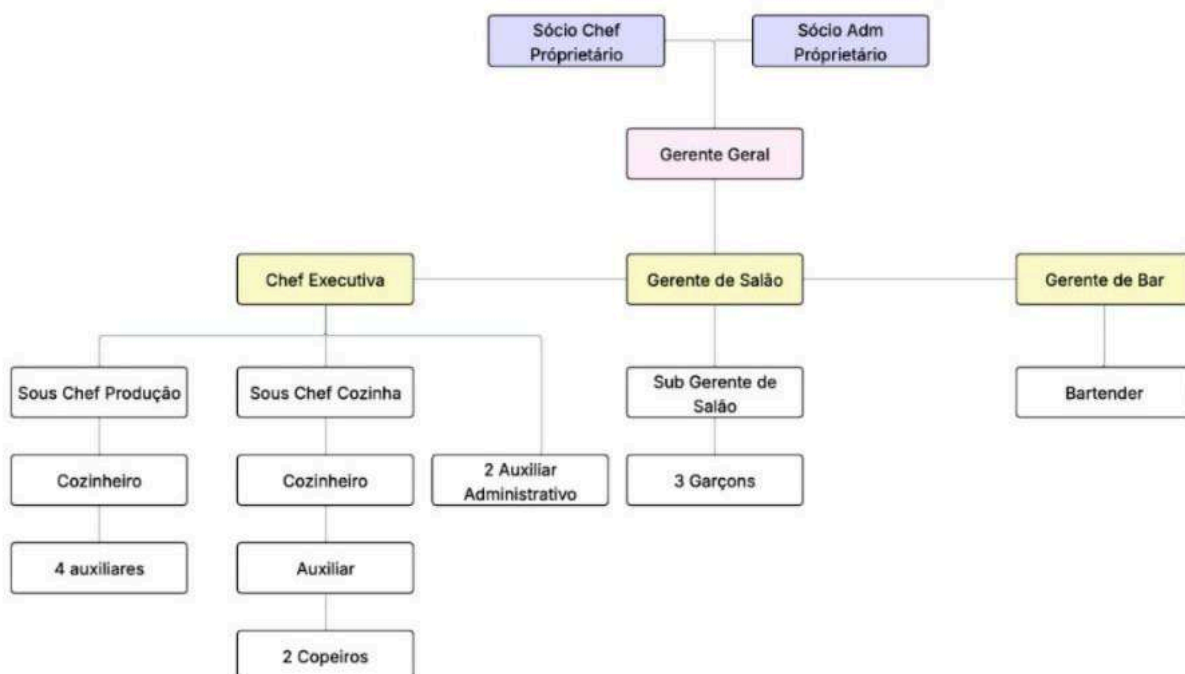 Sócio Chef
Próprietário
Sócio Adm
Próprietário
Gerente Geral
Chef Executiva
Gerente de Salão
Gerente de Bar
Sous Chef Produção
Sous Chef Cozinha
Sub Gerente de
Salão
Bartender
Cozinheiro
Cozinheiro
2 Auxiliar
Administrativo
3 Garçons
4 auxiliares
Auxiliar
2 Copeiros